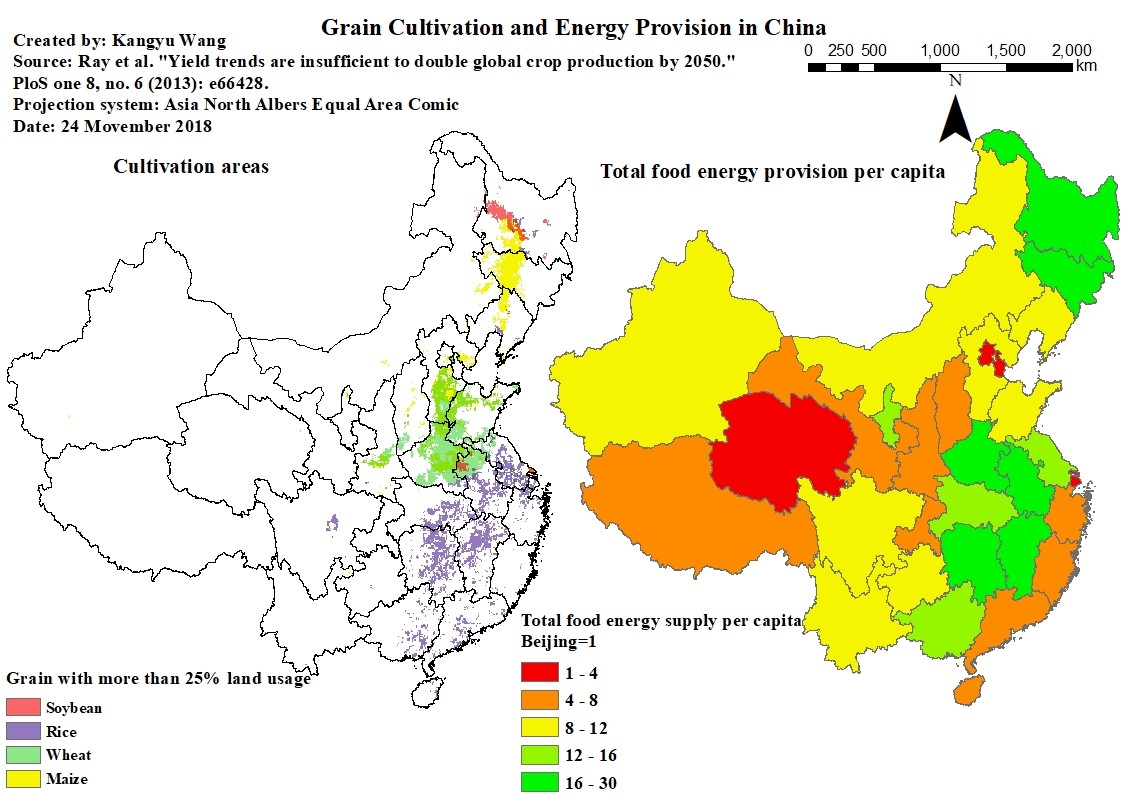 Grain Cultivation and Energy Provision in China
Created by: Kangyu Wang
Source: Ray et al. "Yield trends are insufficient to double global crop production by 2050."
PloS one 8, no. 6 (2013): e66428.
Projection system: Asia North Albers Equal Area Comic
Date: 24 Movember 2018
0 250 500 1,000 1,500 2,000
km
N
Cultivation areas
Total food energy provision per capita
Total food energy supply per capita
Beijing=1
1 - 4
4 - 8
8 - 12
12 - 16
16 - 30
Grain with more than 25% land usage
Soybean
Rice
Wheat
Maize